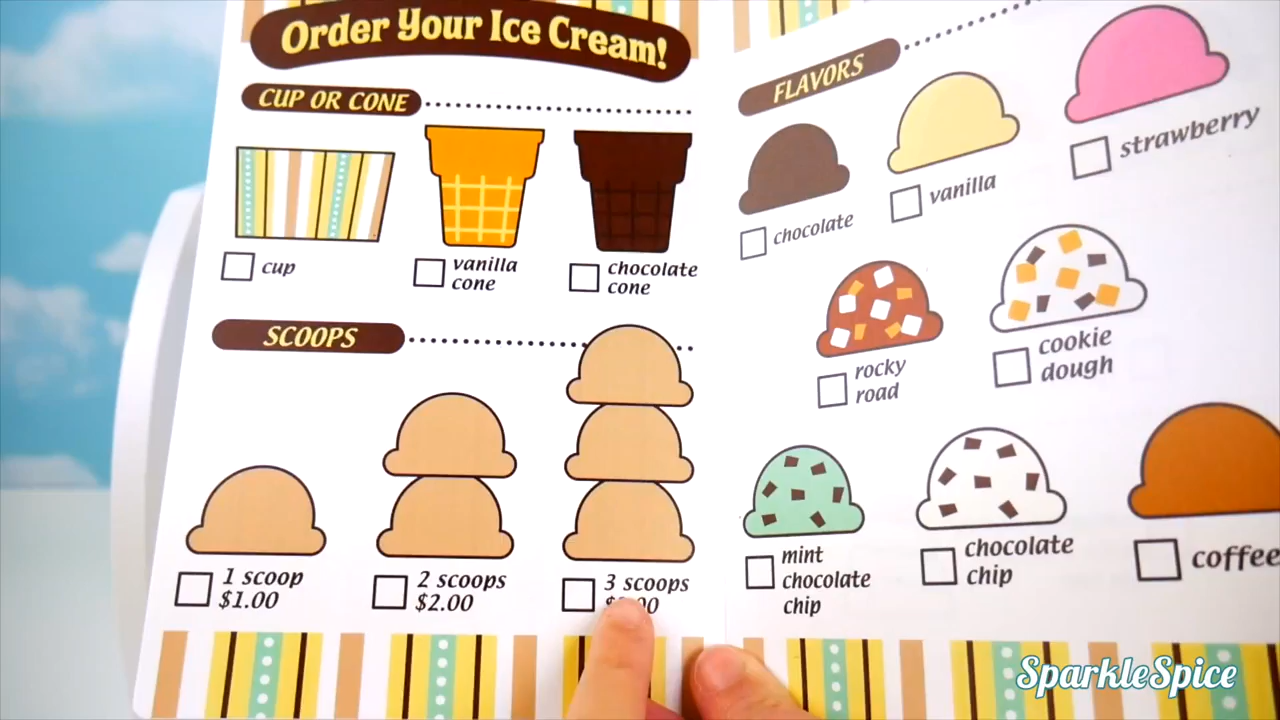 Order Your Ice Cream!
CUP OR CONE
cup
vanilla
cone
chocolate
cone
SCOOPS
1 scoop
$1.00
2 scoops
$2.00
3 scoops
FLAVORS
chocolate
vanilla
strawberry
rocky
road
cookie
dough
mint
chocolate
chip
chocolate
chip
coffee
SparkleSpice